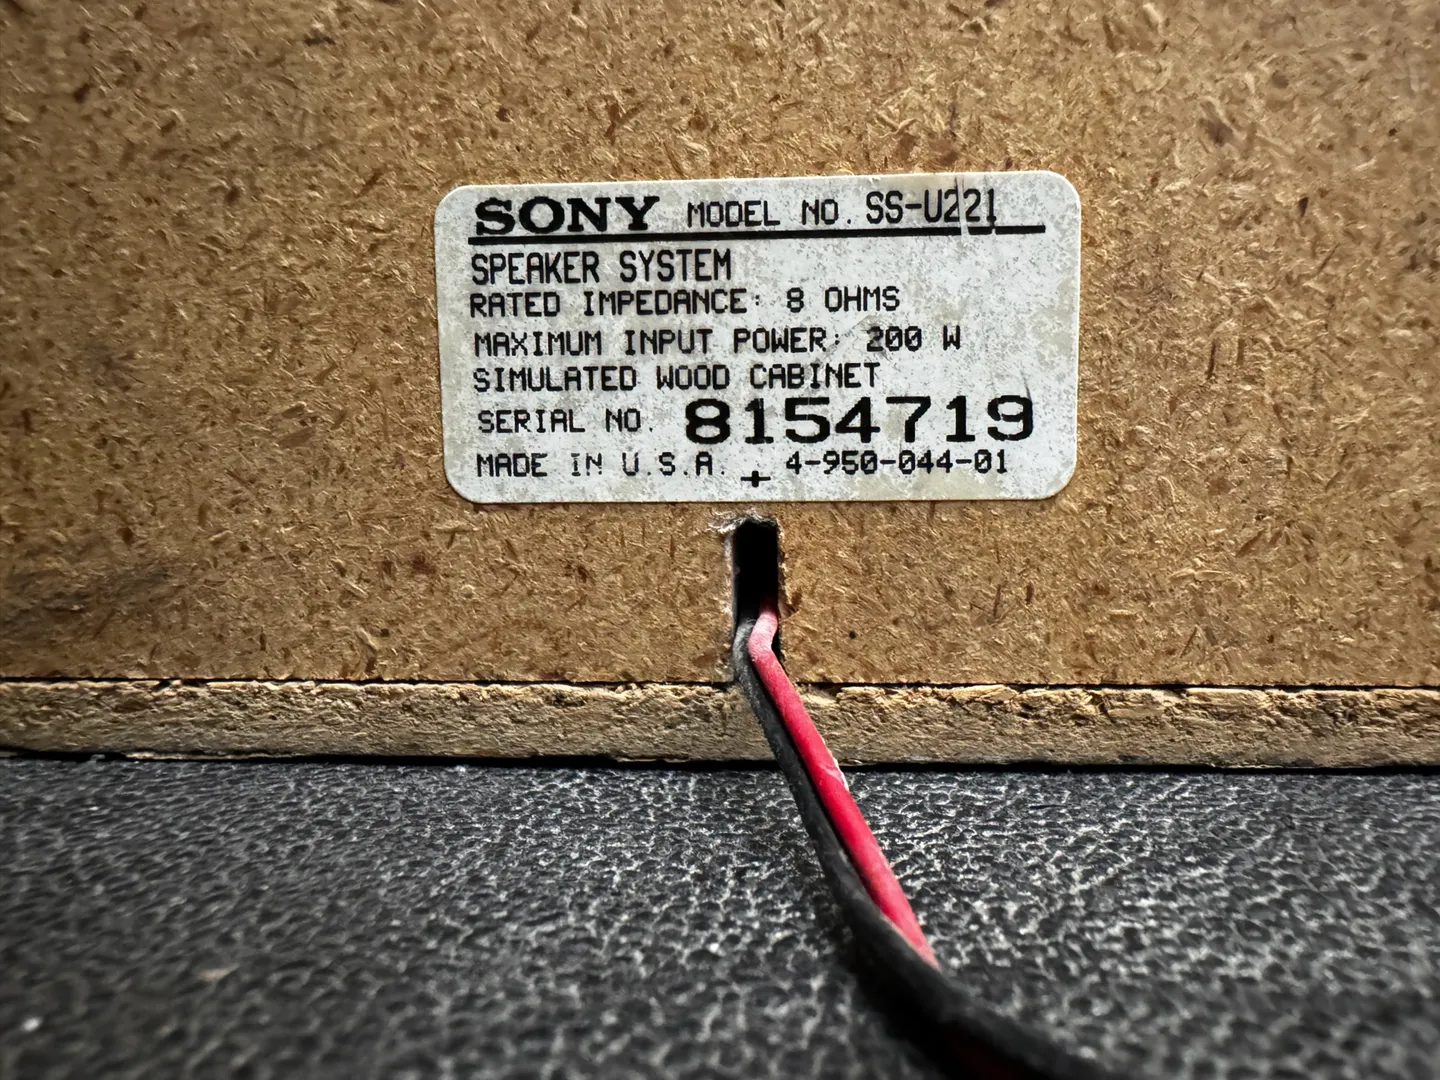 SONY MODEL NO. SS-U221
SPEAKER SYSTEM
RATED IMPEDANCE: 8 OHMS
MAXIMUM INPUT POWER: 200 W
SIMULATED WOOD CABINET
SERIAL NO. 8154719
MADE IN U.S.A. + 4-950-044-01